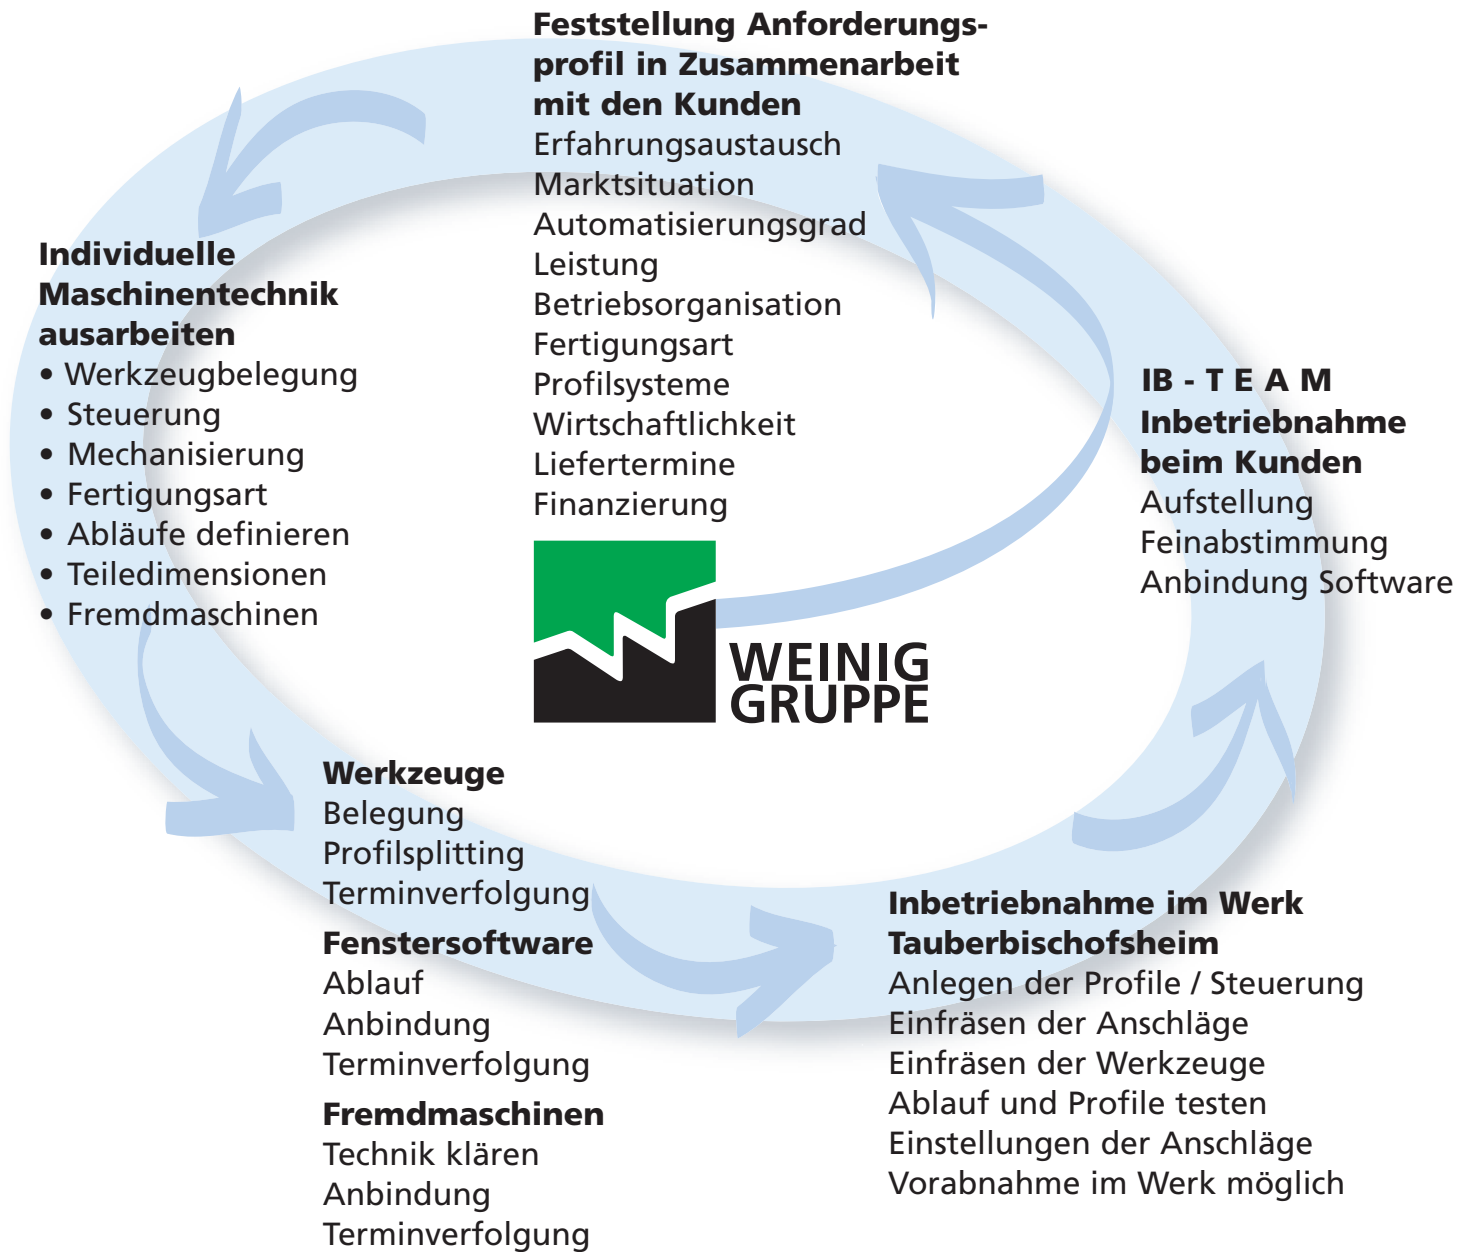 Feststellung Anforderungs-
profil in Zusammenarbeit
mit den Kunden
Erfahrungsaustausch
Marktsituation
Automatisierungsgrad
Leistung
Betriebsorganisation
Fertigungsart
Profilsysteme
Wirtschaftlichkeit
Liefertermine
Finanzierung
Individuelle
Maschinentechnik
ausarbeiten
• Werkzeugbelegung
• Steuerung
• Mechanisierung
• Fertigungsart
• Abläufe definieren
• Teiledimensionen
• Fremdmaschinen
WEINIG
GRUPPE
Werkzeuge
Belegung
Profilsplitting
Terminverfolgung
Fenstersoftware
Ablauf
Anbindung
Terminverfolgung
Fremdmaschinen
Technik klären
Anbindung
Terminverfolgung
Inbetriebnahme im Werk
Tauberbischofsheim
Anlegen der Profile / Steuerung
Einfräsen der Anschläge
Einfräsen der Werkzeuge
Ablauf und Profile testen
Einstellungen der Anschläge
Vorabnahme im Werk möglich
IB - T E A M
Inbetriebnahme
beim Kunden
Aufstellung
Feinabstimmung
Anbindung Software